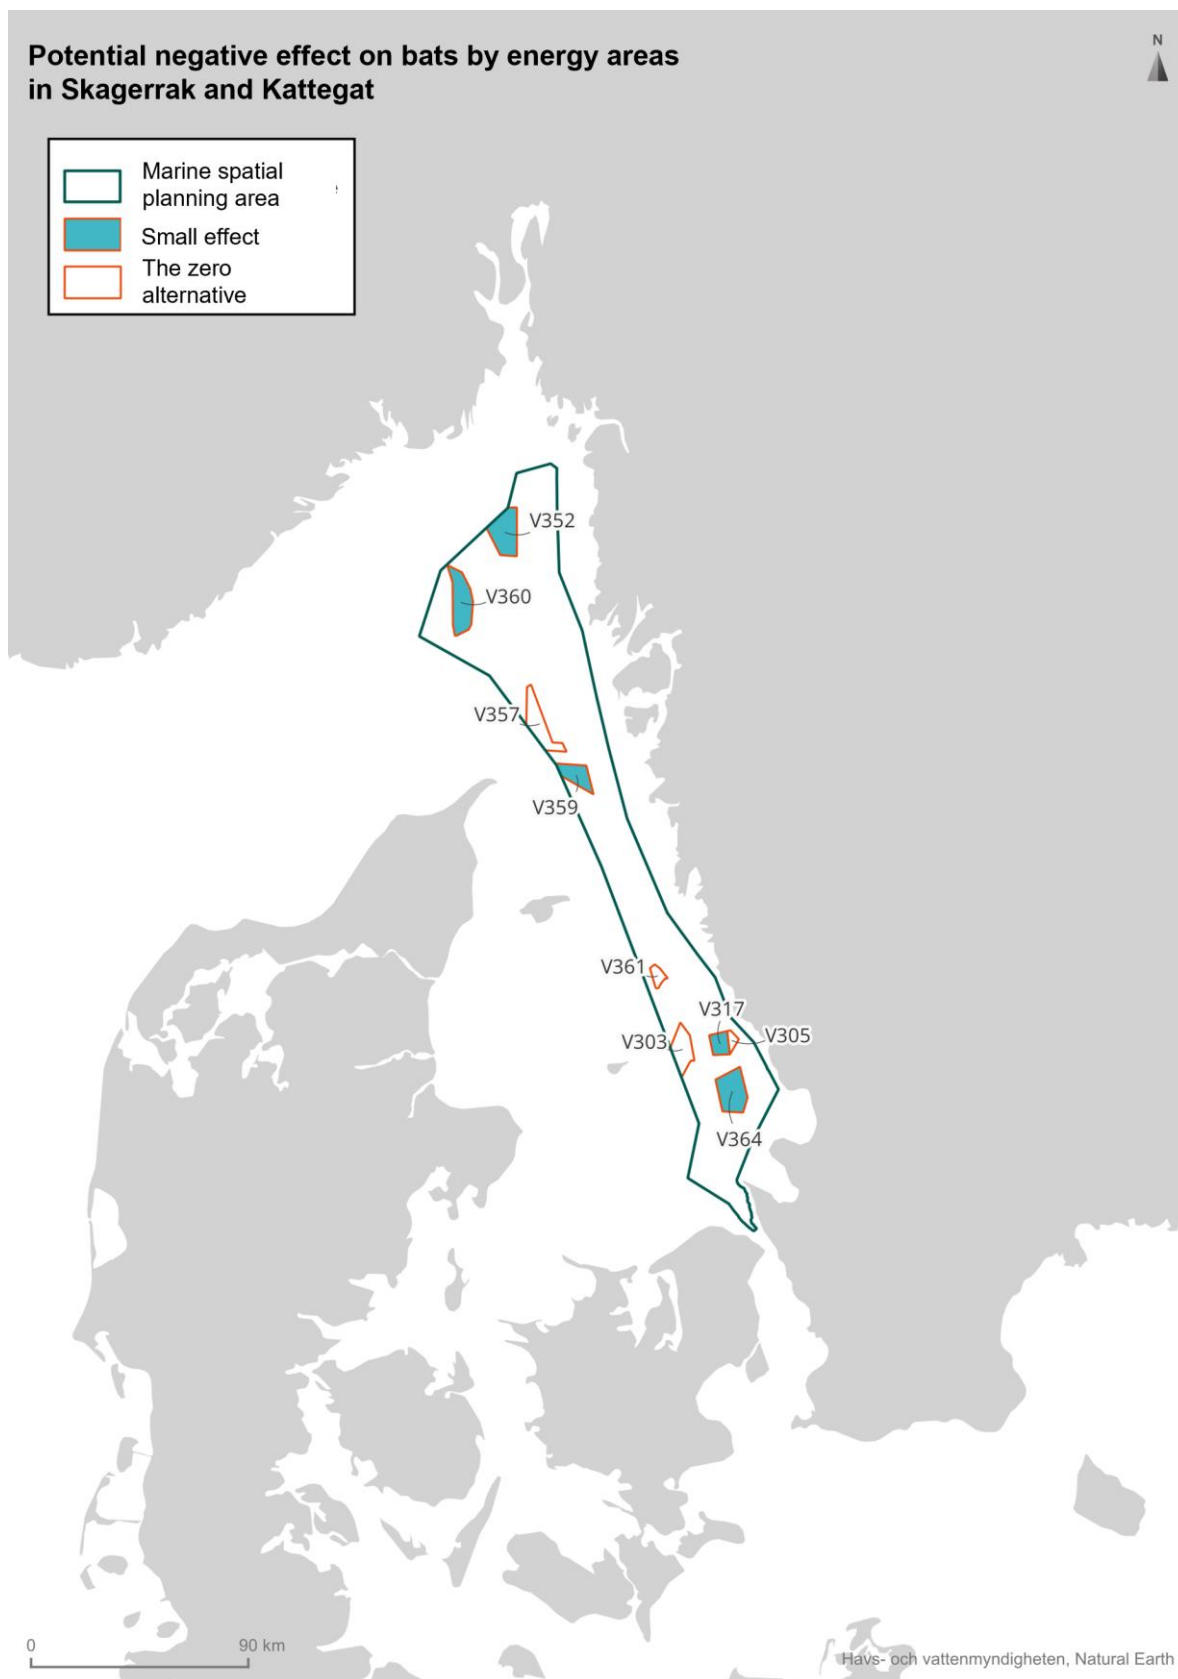 Potential negative effect on bats by energy areas
in Skagerrak and Kattegat
N
Marine spatial
planning area
Small effect
The zero
alternative
V352
V360
V357
V359
V361
V317
V303
V305
V364
0
90 km
Havs- och vattenmyndigheten, Natural Earth